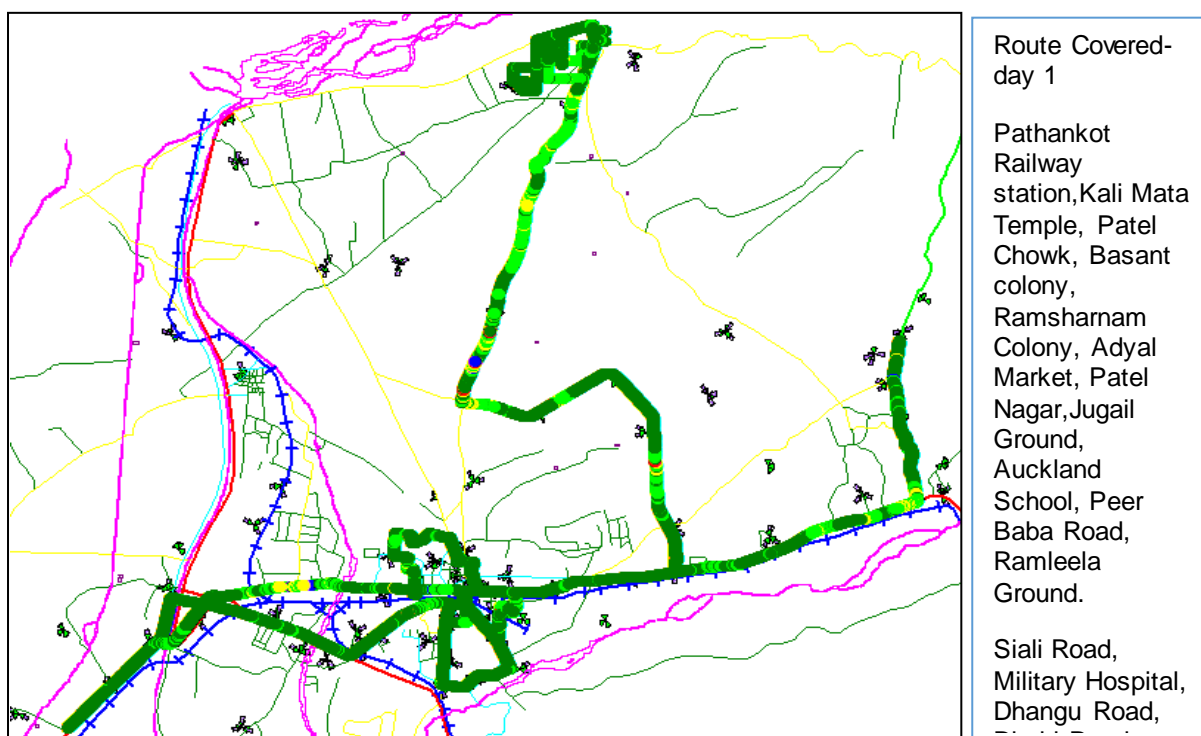 Route Covered-
day 1
Pathankot
Railway
station,Kali Mata
Temple, Patel
Chowk, Basant
colony,
Ramsharnam
Colony, Adyal
Market, Patel
Nagar,Jugail
Ground,
Auckland
School, Peer
Baba Road,
Ramleela
Ground.
Siali Road,
Military Hospital,
Dhangu Road,